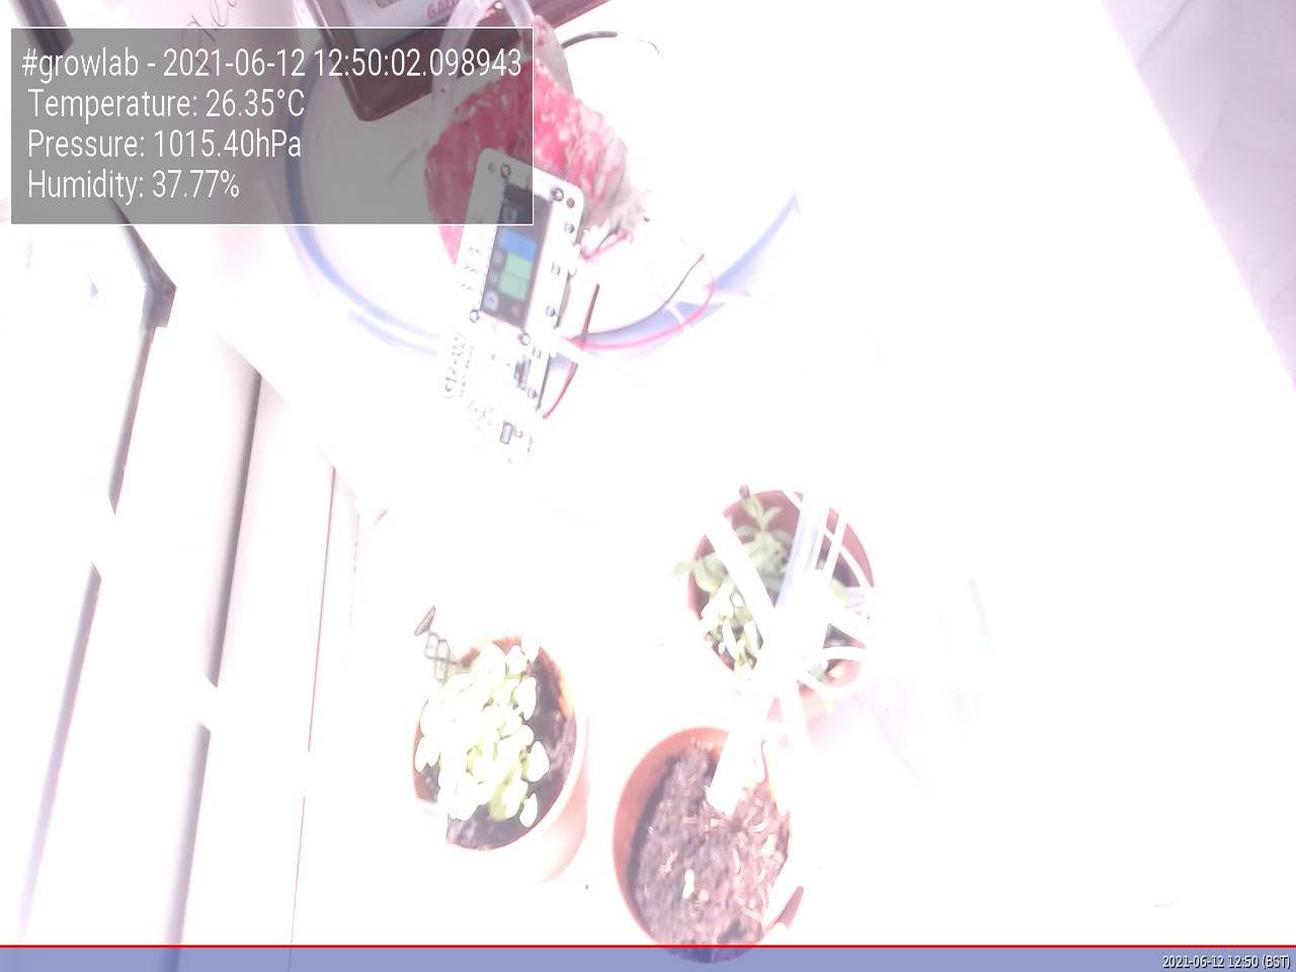 #growlab - 2021-06-12 12:50:02.098943
Temperature: 26.35°C
Pressure: 1015.40hPa
Humidity: 37.77%
2021-06-12 12:50 (BST)